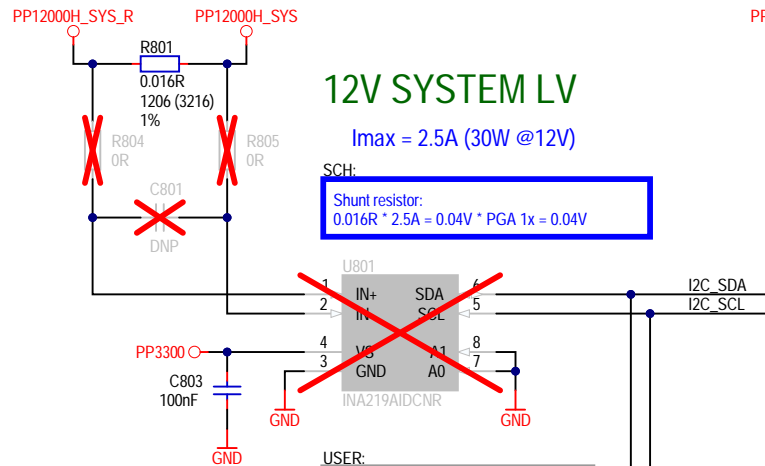 PP12000H_SYS_R
PP12000H_SYS
R801
0.016R
1206 (3216)
1%
12V SYSTEM LV
Imax = 2.5A (30W @12V)
R804
0R
R805
0R
SCH:
Shunt resistor:
0.016R * 2.5A = 0.04V * PGA 1x = 0.04V
C801
DNP
U801
1 IN+ SDA 6 I2C_SDA
2 IN- SCL 5 I2C_SCL
PP3300 4 VS A1 8
3 GND A0 7
C803
100nF
INA219AIDCNR
GND
GND
GND
USER: